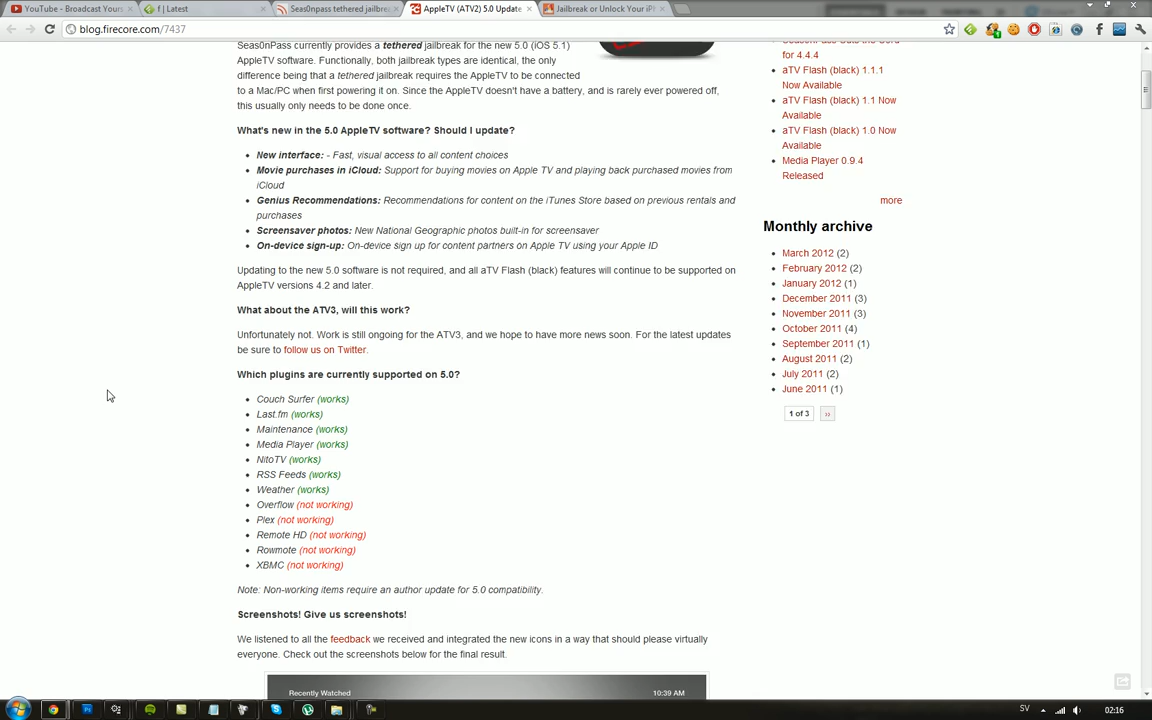 YouTube - Broadcast Yours
f | Latest
Seas0npass tethered jailbrea
AppleTV (ATV2) 5.0 Update
Jailbreak or Unlock Your iPh
blog.firecore.com/7437
Seas0nPass currently provides a tethered jailbreak for the new 5.0 (iOS 5.1)
AppleTV software. Functionally, both jailbreak types are identical, the only
difference being that a tethered jailbreak requires the AppleTV to be connected
to a Mac/PC when first powering it on. Since the AppleTV doesn't have a battery, and is rarely ever powered off,
this usually only needs to be done once.
What's new in the 5.0 AppleTV software? Should I update?
New interface: - Fast, visual access to all content choices
Movie purchases in iCloud: Support for buying movies on Apple TV and playing back purchased movies from
iCloud
Genius Recommendations: Recommendations for content on the iTunes Store based on previous rentals and
purchases
Screensaver photos: New National Geographic photos built-in for screensaver
On-device sign-up: On-device sign up for content partners on Apple TV using your Apple ID
Updating to the new 5.0 software is not required, and all aTV Flash (black) features will continue to be supported on
AppleTV versions 4.2 and later.
What about the ATV3, will this work?
Unfortunately not. Work is still ongoing for the ATV3, and we hope to have more news soon. For the latest updates
be sure to follow us on Twitter.
Which plugins are currently supported on 5.0?
Couch Surfer (works)
Last.fm (works)
Maintenance (works)
Media Player (works)
NitoTV (works)
RSS Feeds (works)
Weather (works)
Overflow (not working)
Plex (not working)
Remote HD (not working)
Rowmote (not working)
XBMC (not working)
Note: Non-working items require an author update for 5.0 compatibility.
Screenshots! Give us screenshots!
We listened to all the feedback we received and integrated the new icons in a way that should please virtually
everyone. Check out the screenshots below for the final result.
Recently Watched
10:39 AM
for 4.4.4
aTV Flash (black) 1.1.1
Now Available
aTV Flash (black) 1.1 Now
Available
aTV Flash (black) 1.0 Now
Available
Media Player 0.9.4
Released
more
Monthly archive
March 2012 (2)
February 2012 (2)
January 2012 (1)
December 2011 (3)
November 2011 (3)
October 2011 (4)
September 2011 (1)
August 2011 (2)
July 2011 (2)
June 2011 (1)
1 of 3
››
SV
02:16